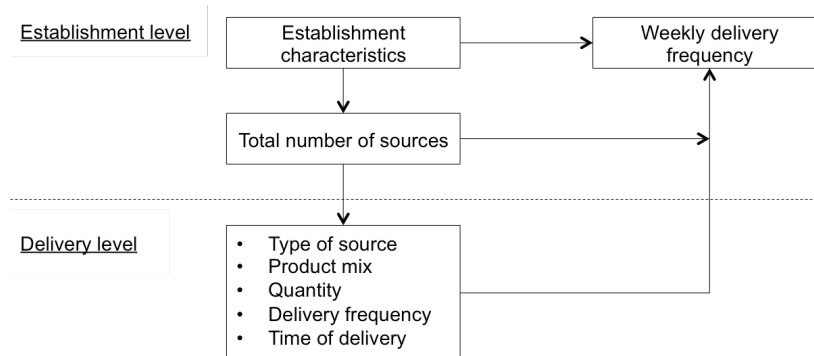 Establishment level
Establishment
characteristics
Weekly delivery
frequency
Total number of sources
Delivery level
• Type of source
• Product mix
• Quantity
• Delivery frequency
• Time of delivery